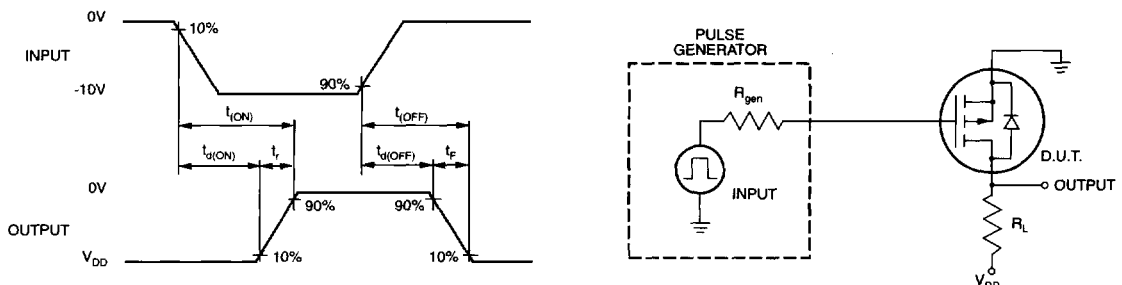 0V
10%
INPUT
-10V
90%
t(ON)
t(OFF)
td(ON)
tr
td(OFF)
tF
0V
90%
90%
OUTPUT
VDD
10%
10%
PULSE
GENERATOR
Rgen
INPUT
D.U.T.
OUTPUT
RL
VDD